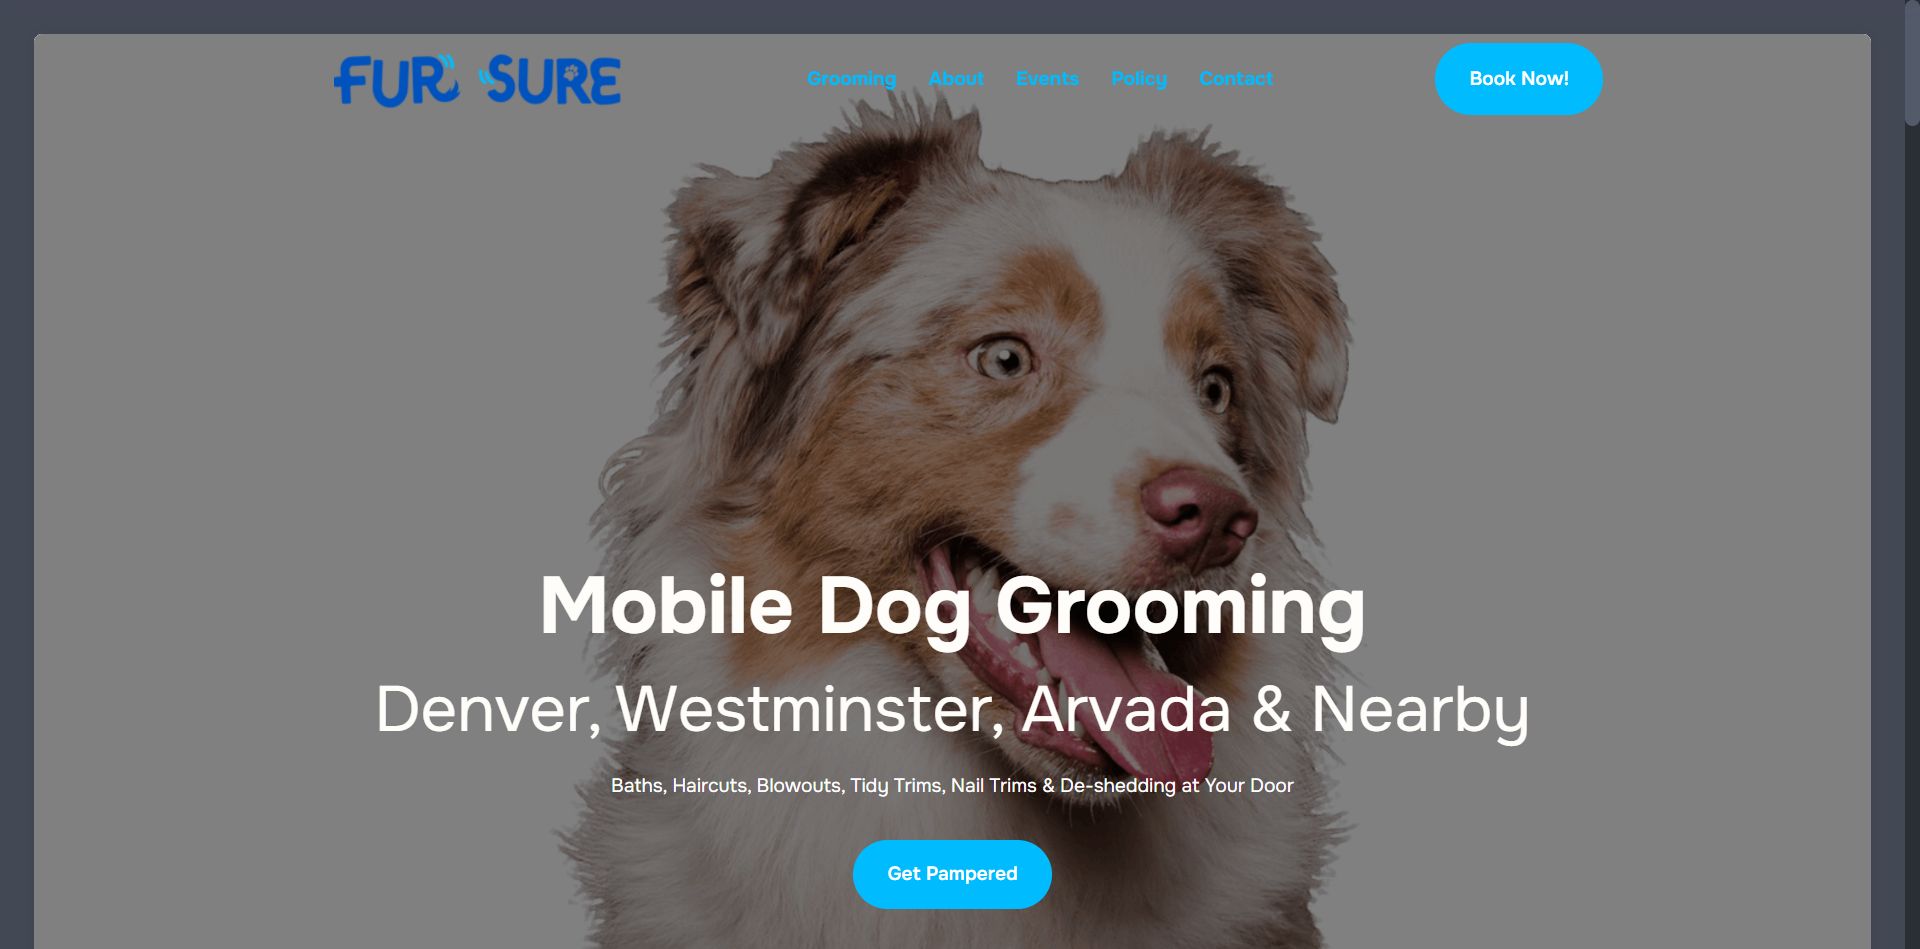 FUR SURE
Grooming About Events Policy Contact
Book Now!
Mobile Dog Grooming
Denver, Westminster, Arvada & Nearby
Baths, Haircuts, Blowouts, Tidy Trims, Nail Trims & De-shedding at Your Door
Get Pampered